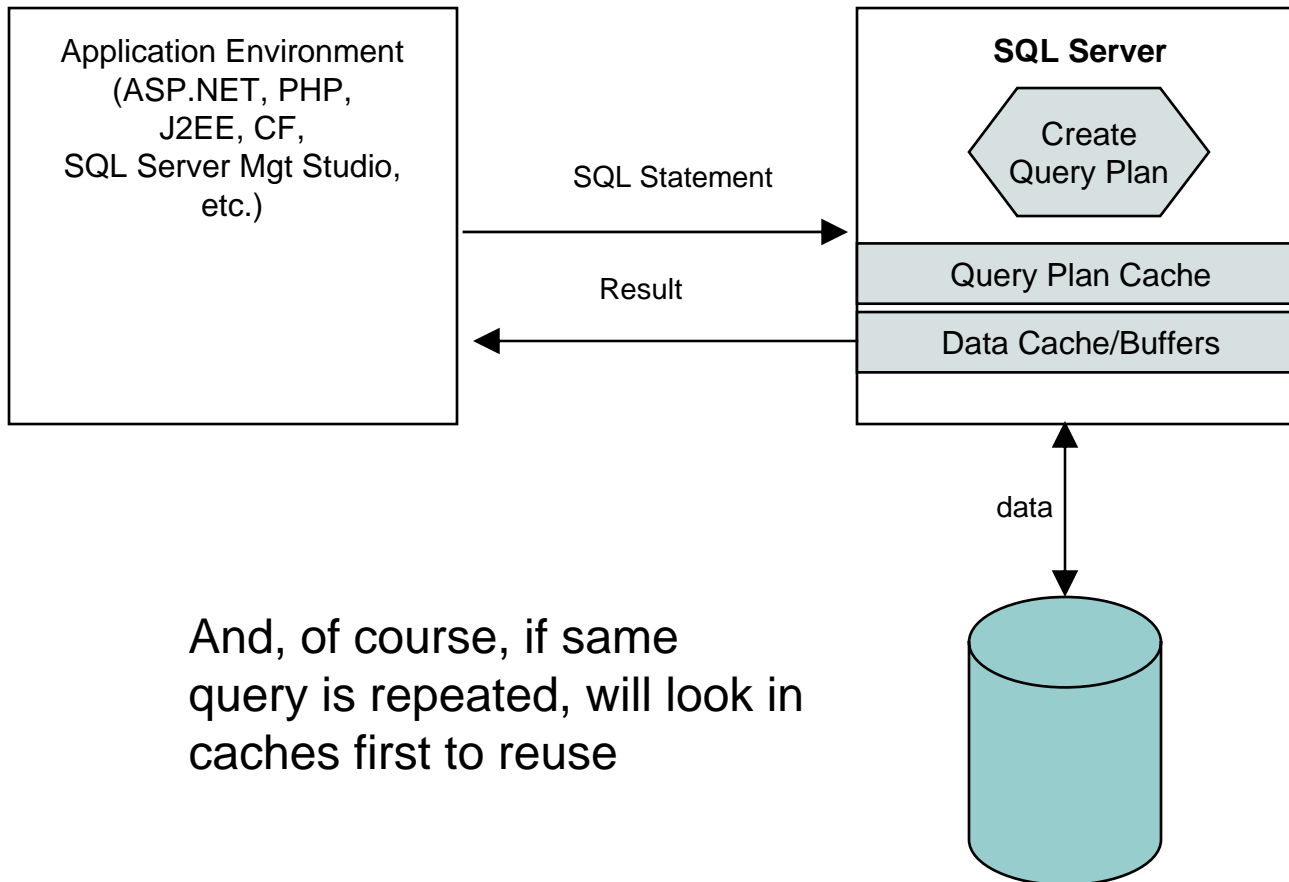 Application Environment
(ASP.NET, PHP,
J2EE, CF,
SQL Server Mgt Studio,
etc.)
SQL Statement
Result
SQL Server
Create
Query Plan
Query Plan Cache
Data Cache/Buffers
data
And, of course, if same
query is repeated, will look in
caches first to reuse